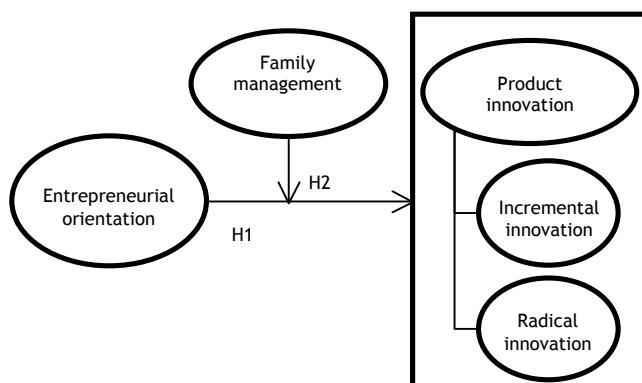 Family
management
Product
innovation
Entrepreneurial
orientation
H2
H1
Incremental
innovation
Radical
innovation